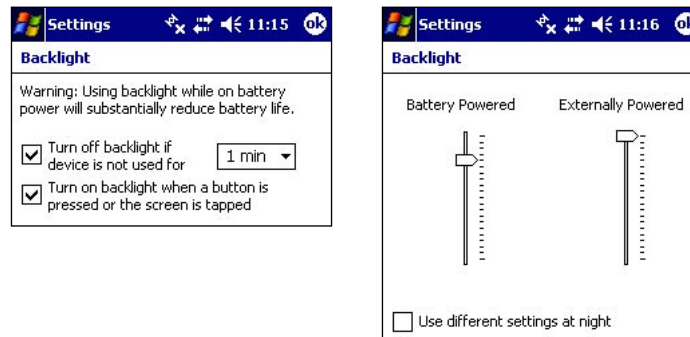 Settings 11:15 ok
Backlight
Warning: Using backlight while on battery
power will substantially reduce battery life.
Turn off backlight if
device is not used for
1 min
Turn on backlight when a button is
pressed or the screen is tapped
Settings 11:16 ok
Backlight
Battery Powered Externally Powered
Use different settings at night